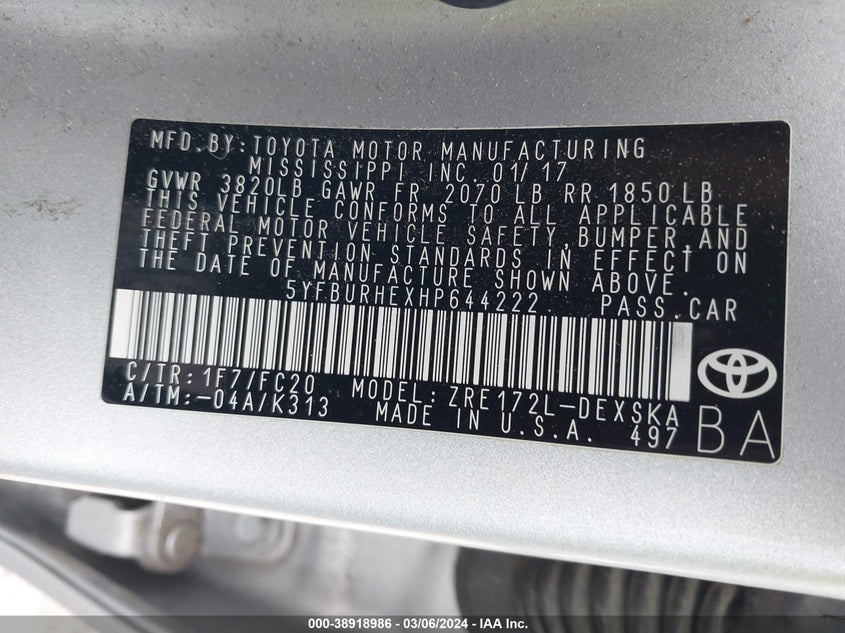 MFD.BY:TOYOTA MOTOR MANUFACTURING
MISSISSIPPI INC. 01/17
GVWR 3820LB GAWR FR 2070 LB RR 1850 LB
THIS VEHICLE CONFORMS TO ALL APPLICABLE
FEDERAL MOTOR VEHICLE SAFETY,BUMPER,AND
THEFT PREVENTION STANDARDS IN EFFECT ON
THE DATE OF MANUFACTURE SHOWN ABOVE.
5YFBURHEXHP644222 PASS.CAR
C/TR:1F7/FC20 MODEL:ZRE172L-DEXSKA
A/TM:-04A/K313 MADE IN U.S.A. 497
BA
000-38918986 - 03/06/2024 - IAA Inc.